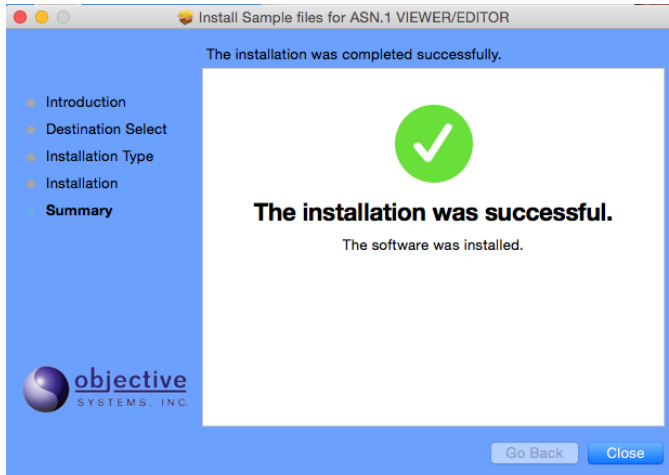 Install Sample files for ASN.1 VIEWER/EDITOR
The installation was completed successfully.
Introduction
Destination Select
Installation Type
Installation
Summary
The installation was successful.
The software was installed.
objective
SYSTEMS, INC.
Go Back
Close